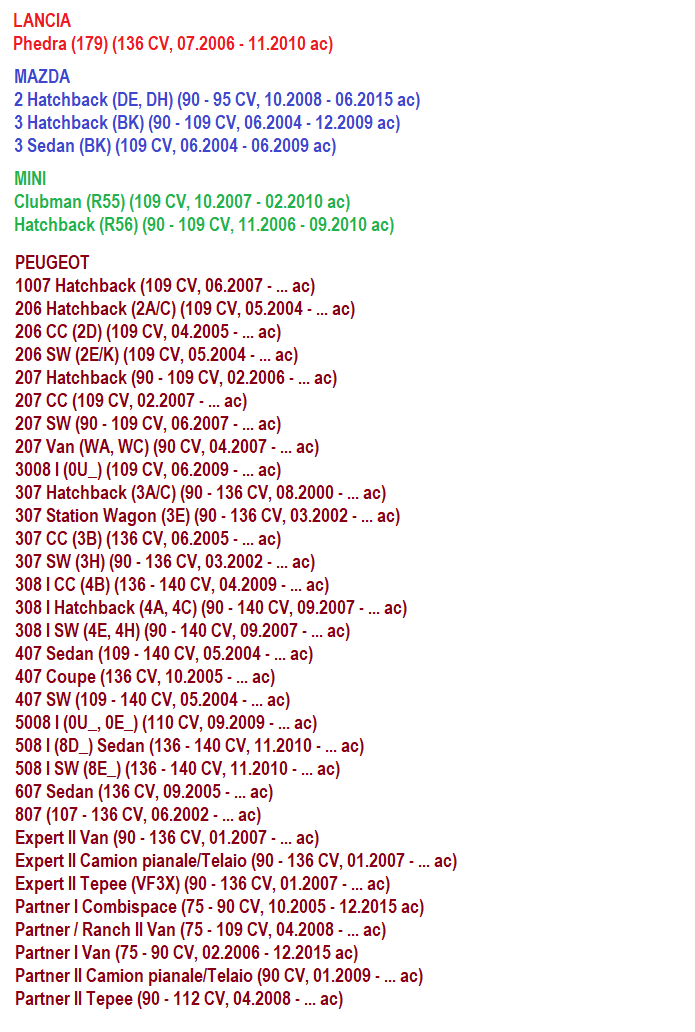 LANCIA
Phedra (179) (136 CV, 07.2006 - 11.2010 ac)
MAZDA
2 Hatchback (DE, DH) (90 - 95 CV, 10.2008 - 06.2015 ac)
3 Hatchback (BK) (90 - 109 CV, 06.2004 - 12.2009 ac)
3 Sedan (BK) (109 CV, 06.2004 - 06.2009 ac)
MINI
Clubman (R55) (109 CV, 10.2007 - 02.2010 ac)
Hatchback (R56) (90 - 109 CV, 11.2006 - 09.2010 ac)
PEUGEOT
1007 Hatchback (109 CV, 06.2007 - ... ac)
206 Hatchback (2A/C) (109 CV, 05.2004 - ... ac)
206 CC (2D) (109 CV, 04.2005 - ... ac)
206 SW (2E/K) (109 CV, 05.2004 - ... ac)
207 Hatchback (90 - 109 CV, 02.2006 - ... ac)
207 CC (109 CV, 02.2007 - ... ac)
207 SW (90 - 109 CV, 06.2007 - ... ac)
207 Van (WA, WC) (90 CV, 04.2007 - ... ac)
3008 I (0U_) (109 CV, 06.2009 - ... ac)
307 Hatchback (3A/C) (90 - 136 CV, 08.2000 - ... ac)
307 Station Wagon (3E) (90 - 136 CV, 03.2002 - ... ac)
307 CC (3B) (136 CV, 06.2005 - ... ac)
307 SW (3H) (90 - 136 CV, 03.2002 - ... ac)
308 I CC (4B) (136 - 140 CV, 04.2009 - ... ac)
308 I Hatchback (4A, 4C) (90 - 140 CV, 09.2007 - ... ac)
308 I SW (4E, 4H) (90 - 140 CV, 09.2007 - ... ac)
407 Sedan (109 - 140 CV, 05.2004 - ... ac)
407 Coupe (136 CV, 10.2005 - ... ac)
407 SW (109 - 140 CV, 05.2004 - ... ac)
5008 I (0U_, 0E_) (110 CV, 09.2009 - ... ac)
508 I (8D_) Sedan (136 - 140 CV, 11.2010 - ... ac)
508 I SW (8E_) (136 - 140 CV, 11.2010 - ... ac)
607 Sedan (136 CV, 09.2005 - ... ac)
807 (107 - 136 CV, 06.2002 - ... ac)
Expert II Van (90 - 136 CV, 01.2007 - ... ac)
Expert II Camion pianale/Telaio (90 - 136 CV, 01.2007 - ... ac)
Expert II Tepee (VF3X) (90 - 136 CV, 01.2007 - ... ac)
Partner I Combispace (75 - 90 CV, 10.2005 - 12.2015 ac)
Partner / Ranch II Van (75 - 109 CV, 04.2008 - ... ac)
Partner I Van (75 - 90 CV, 02.2006 - 12.2015 ac)
Partner II Camion pianale/Telaio (90 CV, 01.2009 - ... ac)
Partner II Tepee (90 - 112 CV, 04.2008 - ... ac)